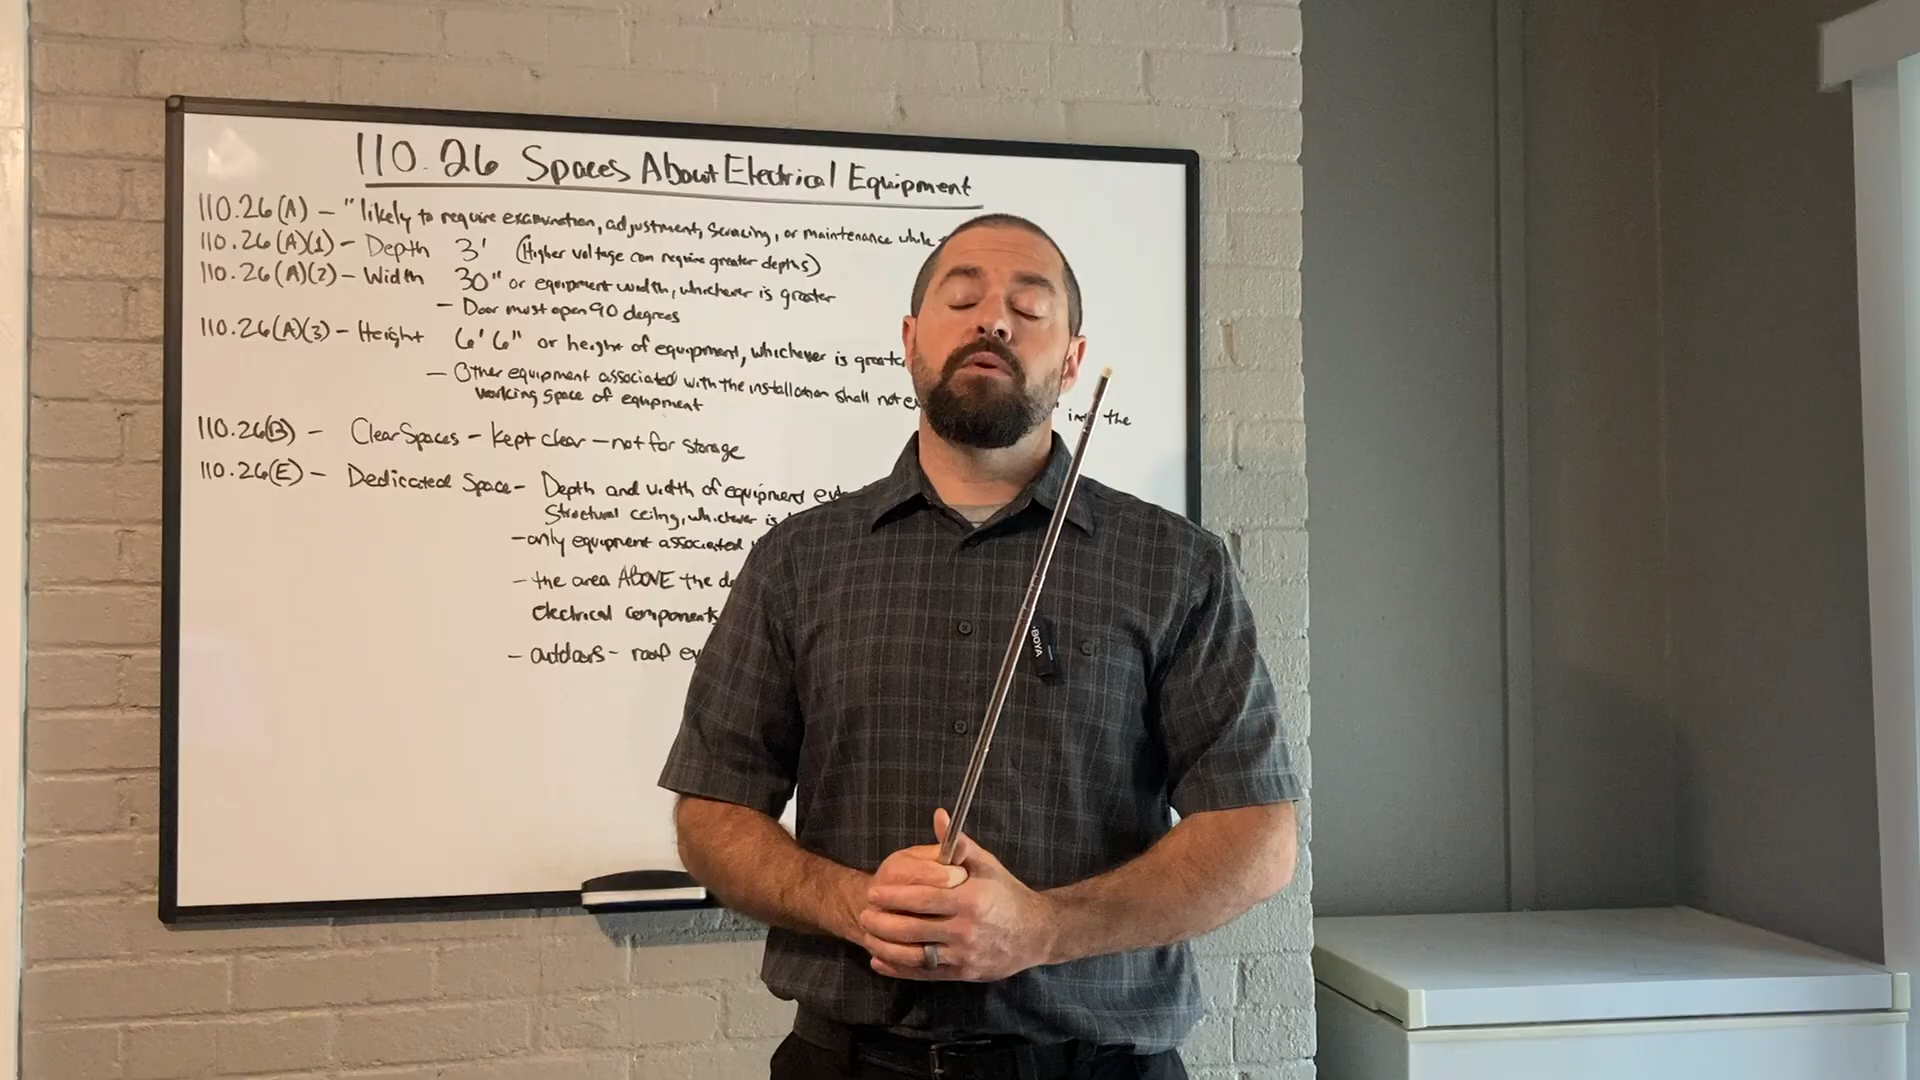 110.26 Spaces About Electrical Equipment
110.26(A) - "likely to require examination, adjustment, servicing, or maintenance while
110.26(A)(1) - Depth 3' (Higher voltage can require greater depths)
110.26(A)(2) - Width 30" or equipment width, whichever is greater
- Door must open 90 degrees
110.26(A)(3) - Height 6'6" or height of equipment, whichever is greater
- Other equipment associated with the installation shall not
working space of equipment
the
110.26(B) - Clear Spaces - kept clear - not for storage
110.26(E) - Dedicated Space - Depth and width of equipment
Structural ceiling, whichever is
- only equipment associated
- the area ABOVE the
electrical components
- outdoors - roof
BOYA